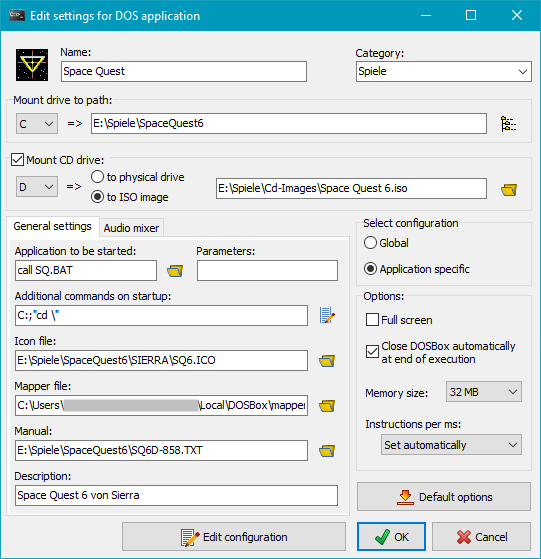 Edit settings for DOS application
Name:
Space Quest
Category:
Spiele
Mount drive to path:
C
=>
E:\Spiele\SpaceQuest6
Mount CD drive:
D
=>
to physical drive
to ISO image
E:\Spiele\Cd-Images\Space Quest 6.iso
General settings
Audio mixer
Application to be started:
call SQ.BAT
Parameters:
Additional commands on startup:
C:;"cd \"
Icon file:
E:\Spiele\SpaceQuest6\SIERRA\SQ6.ICO
Mapper file:
C:\Users\ \Local\DOSBox\mapper
Manual:
E:\Spiele\SpaceQuest6\SQ6D-858.TXT
Description:
Space Quest 6 von Sierra
Select configuration
Global
Application specific
Options:
Full screen
Close DOSBox automatically
at end of execution
Memory size:
32 MB
Instructions per ms:
Set automatically
Default options
Edit configuration
OK
Cancel